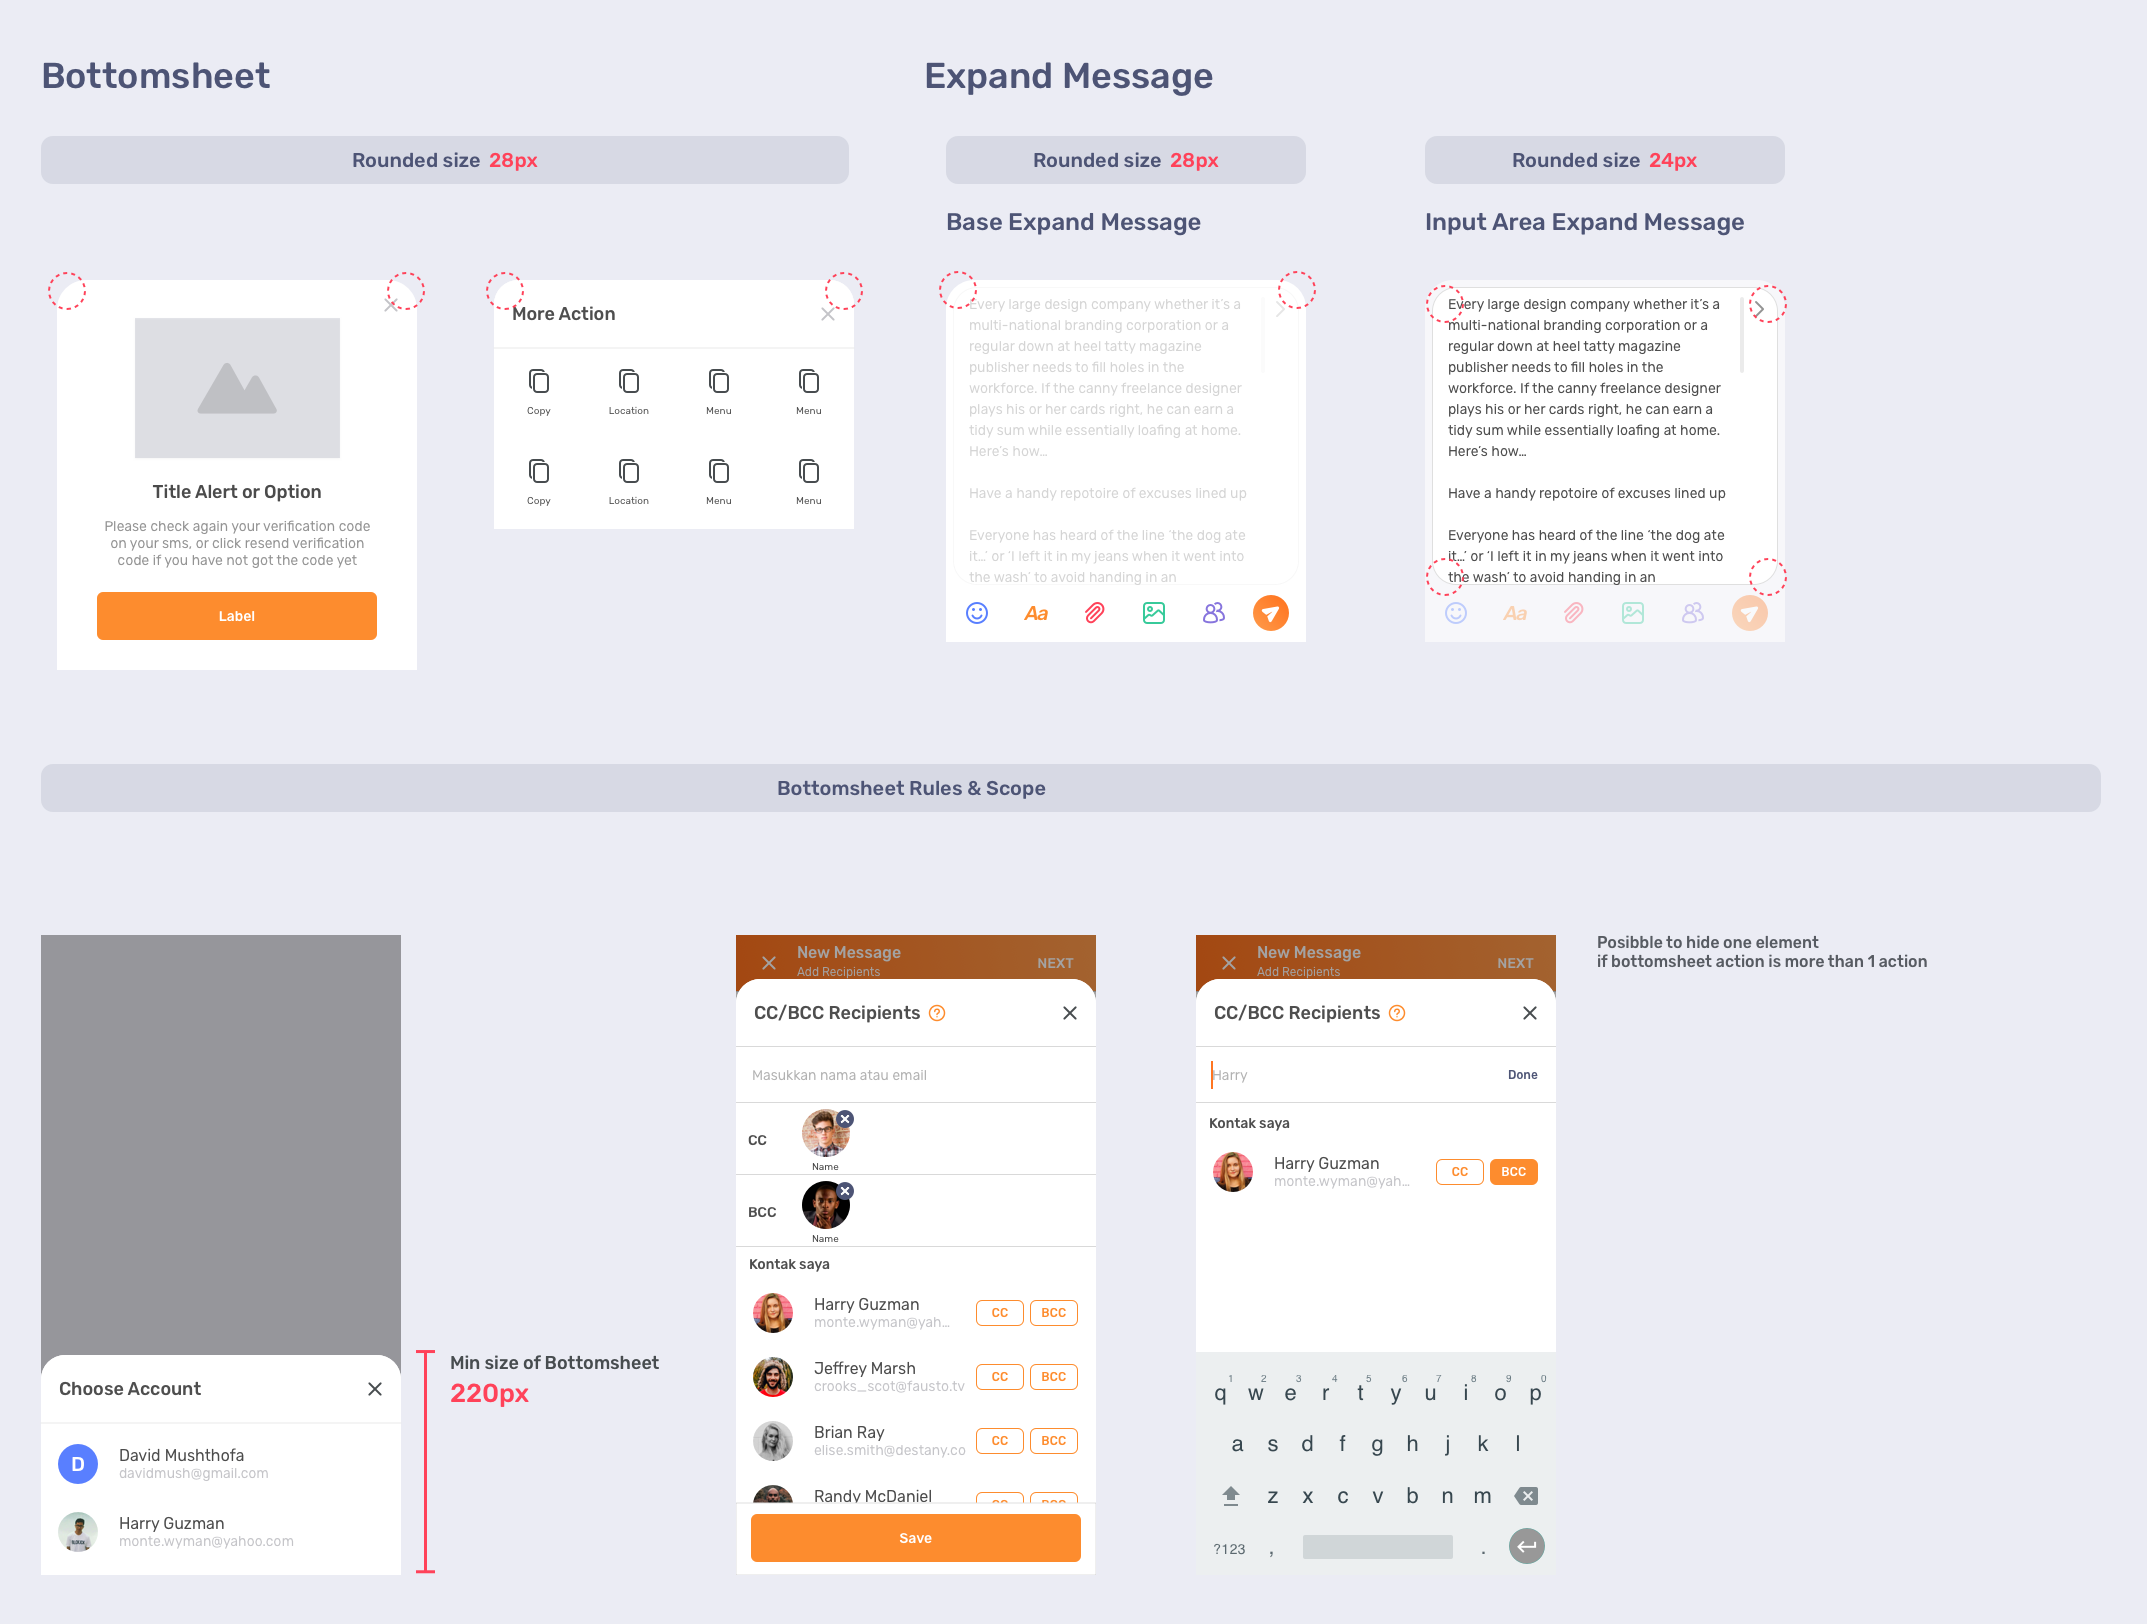 Bottomsheet
Expand Message
Rounded size 28px
Rounded size 28px
Rounded size 24px
Base Expand Message
Input Area Expand Message
Title Alert or Option
Please check again your verification code
on your sms, or click resend verification
code if you have not got the code yet
Label
More Action
Copy
Location
Menu
Menu
Copy
Location
Menu
Menu
Every large design company whether it's a
multi-national branding corporation or a
regular down at heel tatty magazine
publisher needs to fill holes in the
workforce. If the canny freelance designer
plays his or her cards right, he can earn a
tidy sum while essentially loafing at home.
Here's how…
Have a handy repotoire of excuses lined up
Everyone has heard of the line 'the dog ate
it…' or 'I left it in my jeans when it went into
the wash' to avoid handing in an
Aa
Every large design company whether it's a
multi-national branding corporation or a
regular down at heel tatty magazine
publisher needs to fill holes in the
workforce. If the canny freelance designer
plays his or her cards right, he can earn a
tidy sum while essentially loafing at home.
Here's how…
Have a handy repotoire of excuses lined up
Everyone has heard of the line 'the dog ate
it…' or 'I left it in my jeans when it went into
the wash' to avoid handing in an
Aa
Bottomsheet Rules & Scope
Choose Account
D
David Mushthofa
davidmush@gmail.com
Harry Guzman
monte.wyman@yahoo.com
Min size of Bottomsheet
220px
New Message
Add Recipients
NEXT
CC/BCC Recipients ?
Masukkan nama atau email
CC
Name
BCC
Name
Kontak saya
Harry Guzman
monte.wyman@yah...
CC
BCC
Jeffrey Marsh
crooks_scot@fausto.tv
CC
BCC
Brian Ray
elise.smith@destany.co
CC
BCC
Randy McDaniel
CC
BCC
Save
New Message
Add Recipients
NEXT
CC/BCC Recipients ?
Harry
Done
Kontak saya
Harry Guzman
monte.wyman@yah...
CC
BCC
1 2 3 4 5 6 7 8 9 0
q w e r t y u i o p
a s d f g h j k l
z x c v b n m
?123 , .
Posibble to hide one element
if bottomsheet action is more than 1 action